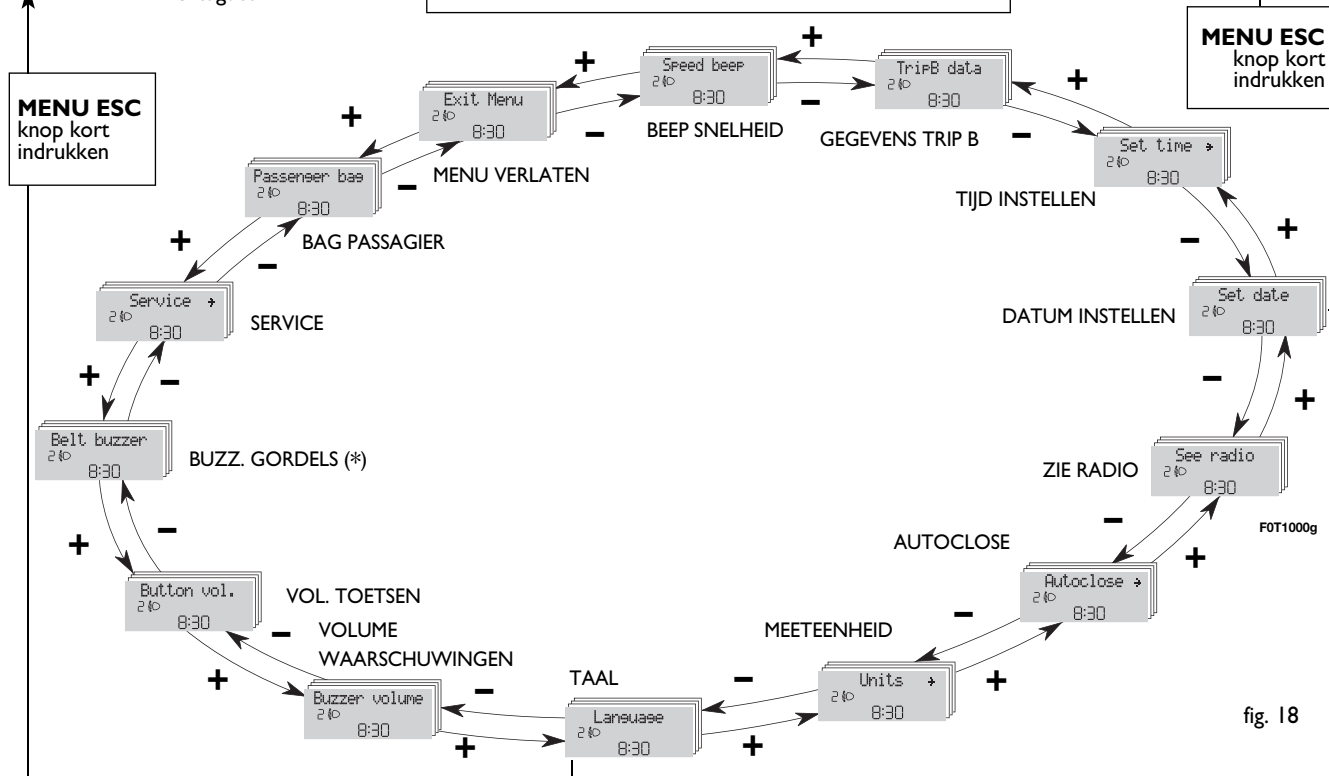 MENU ESC
knop kort
indrukken
MENU ESC
knop kort
indrukken
Speed beep
8:30
BEEP SNELHEID
TripB data
8:30
GEGEVENS TRIP B
Set time →
8:30
TIJD INSTELLEN
Set date
8:30
DATUM INSTELLEN
See radio
8:30
ZIE RADIO
F0T1000g
Autoclose →
8:30
AUTOCLOSE
Units →
8:30
MEETEENHEID
Language
8:30
TAAL
Buzzer volume
8:30
VOLUME
WAARSCHUWINGEN
Button vol.
8:30
VOL. TOETSEN
Belt buzzer
8:30
BUZZ. GORDELS (*)
Service →
8:30
SERVICE
Passenger bag
8:30
BAG PASSAGIER
Exit Menu
8:30
MENU VERLATEN
fig. 18